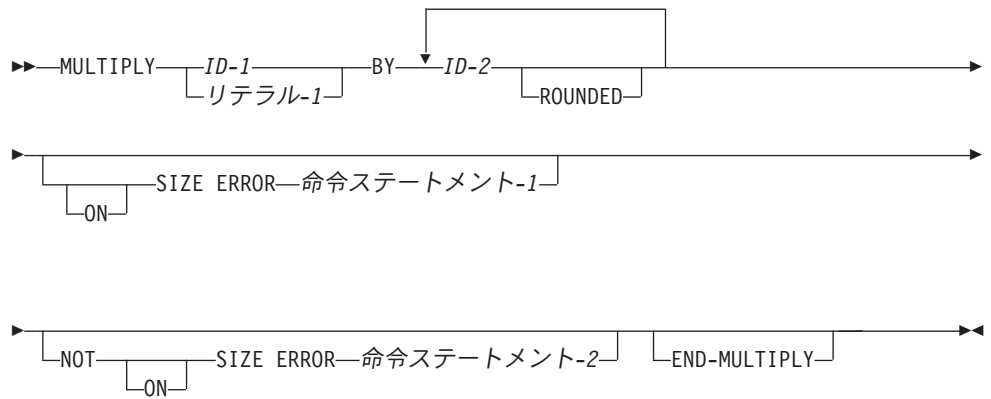 MULTIPLY ID-1 BY ID-2
リテラル-1 ROUNDED
SIZE ERROR 命令ステートメント-1
ON
NOT SIZE ERROR 命令ステートメント-2 END-MULTIPLY
ON